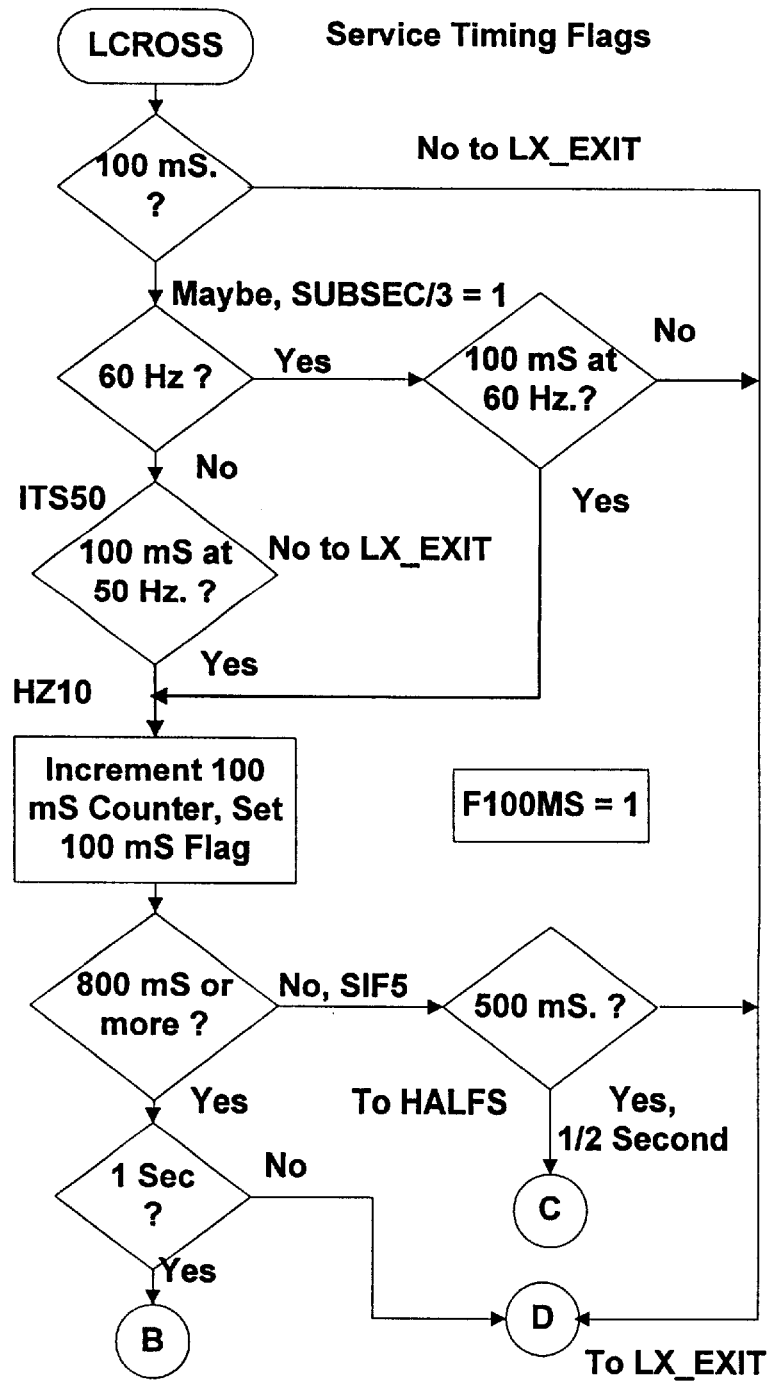 LCROSS
Service Timing Flags
100 mS.
?
No to LX_EXIT
Maybe, SUBSEC/3 = 1
60 Hz ?
Yes
100 mS at
60 Hz.?
No
No
Yes
ITS50
100 mS at
50 Hz. ?
No to LX_EXIT
Yes
HZ10
Increment 100
mS Counter, Set
100 mS Flag
F100MS = 1
800 mS or
more ?
No, SIF5
500 mS. ?
Yes
To HALFS
Yes,
1/2 Second
1 Sec
?
No
C
Yes
B
D
To LX_EXIT